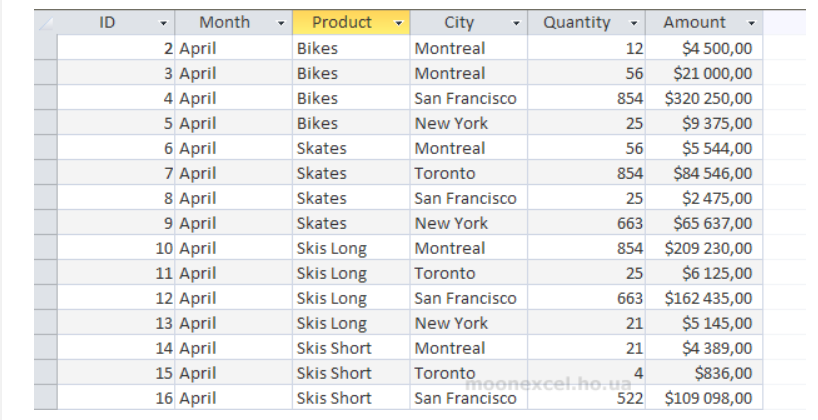 ID Month Product City Quantity Amount
2 April Bikes Montreal 12 $4 500,00
3 April Bikes Montreal 56 $21 000,00
4 April Bikes San Francisco 854 $320 250,00
5 April Bikes New York 25 $9 375,00
6 April Skates Montreal 56 $5 544,00
7 April Skates Toronto 854 $84 546,00
8 April Skates San Francisco 25 $2 475,00
9 April Skates New York 663 $65 637,00
10 April Skis Long Montreal 854 $209 230,00
11 April Skis Long Toronto 25 $6 125,00
12 April Skis Long San Francisco 663 $162 435,00
13 April Skis Long New York 21 $5 145,00
14 April Skis Short Montreal 21 $4 389,00
15 April Skis Short Toronto 4 $836,00
moonexcel.ho.ua
16 April Skis Short San Francisco 522 $109 098,00